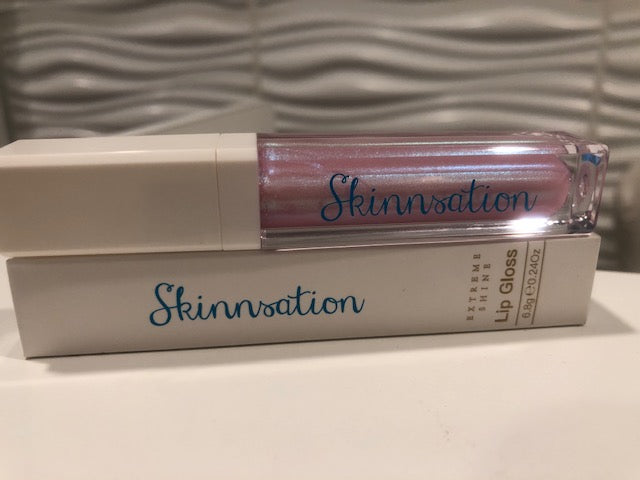 Skinnsation
Skinnsation
EXTREME
SHINE
Lip Gloss
6.8g ℮ 0.24Oz